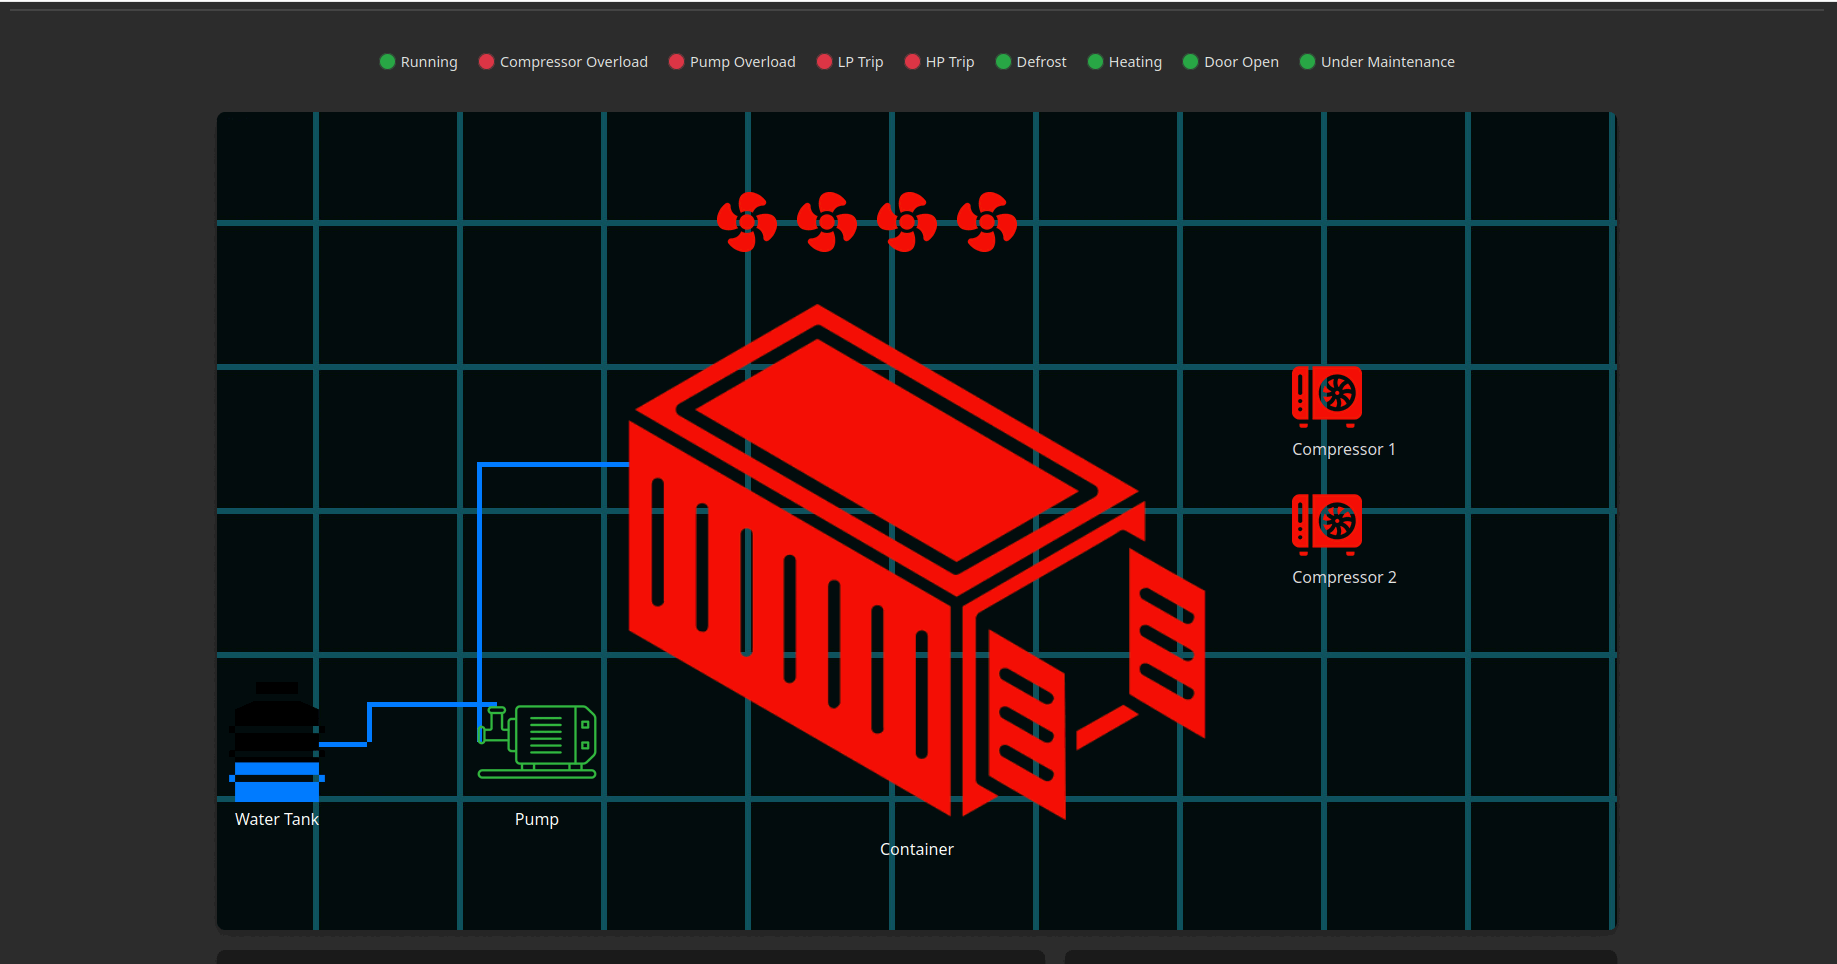 Running Compressor Overload Pump Overload LP Trip HP Trip Defrost Heating Door Open Under Maintenance
Compressor 1
Compressor 2
Water Tank
Pump
Container